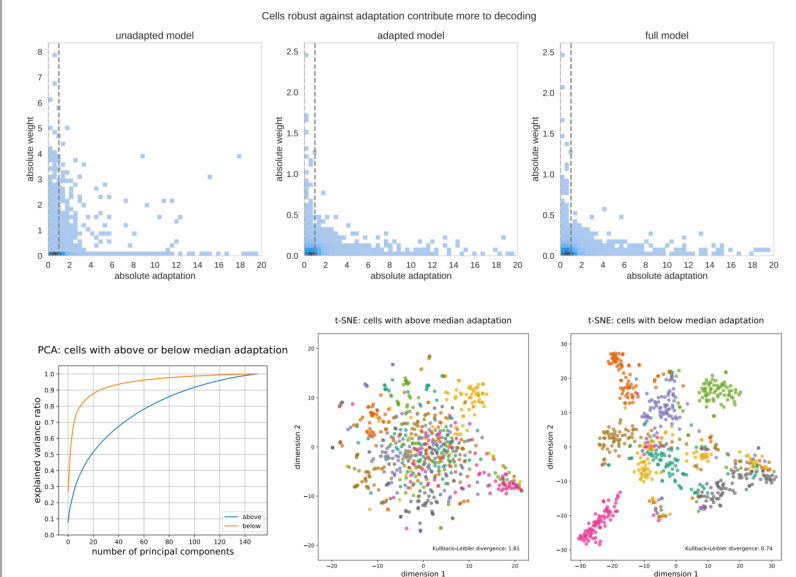 Cells robust against adaptation contribute more to decoding
unadapted model
adapted model
full model
absolute weight
8
7
6
5
4
3
2
1
0
0 2 4 6 8 10 12 14 16 18 20
absolute adaptation
absolute weight
2.5
2.0
1.5
1.0
0.5
0.0
0 2 4 6 8 10 12 14 16 18 20
absolute adaptation
absolute weight
2.5
2.0
1.5
1.0
0.5
0.0
0 2 4 6 8 10 12 14 16 18 20
absolute adaptation
PCA: cells with above or below median adaptation
explained variance ratio
1.0
0.9
0.8
0.7
0.6
0.5
0.4
0.3
0.2
0.1
0.0
above
below
0 20 40 60 80 100 120 140
number of principal components
t-SNE: cells with above median adaptation
dimension 2
20
10
0
−10
−20
Kullback–Leibler divergence: 1.81
−20 −10 0 10 20
dimension 1
t-SNE: cells with below median adaptation
dimension 2
30
20
10
0
−10
−20
−30
Kullback–Leibler divergence: 0.74
−30 −20 −10 0 10 20 30
dimension 1